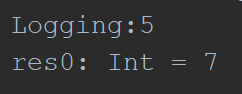 Logging:5
res0: Int = 7